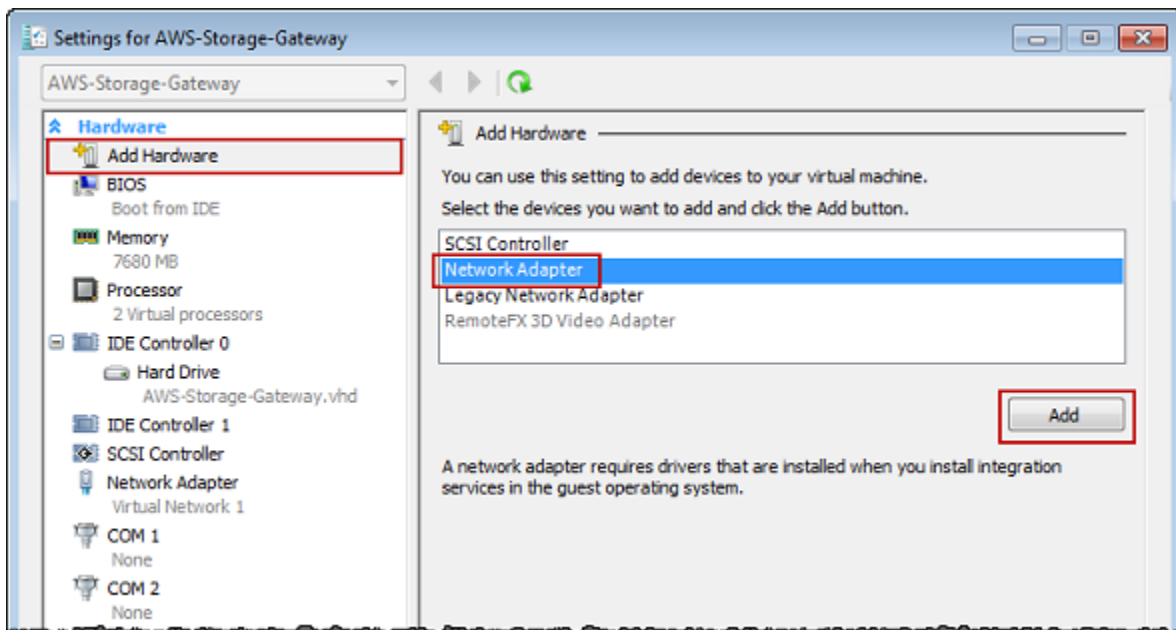 Settings for AWS-Storage-Gateway
AWS-Storage-Gateway
Hardware
Add Hardware
BIOS
Boot from IDE
Memory
7680 MB
Processor
2 Virtual processors
IDE Controller 0
Hard Drive
AWS-Storage-Gateway.vhd
IDE Controller 1
SCSI Controller
Network Adapter
Virtual Network 1
COM 1
None
COM 2
None
Add Hardware
You can use this setting to add devices to your virtual machine.
Select the devices you want to add and click the Add button.
SCSI Controller
Network Adapter
Legacy Network Adapter
RemoteFX 3D Video Adapter
Add
A network adapter requires drivers that are installed when you install integration
services in the guest operating system.